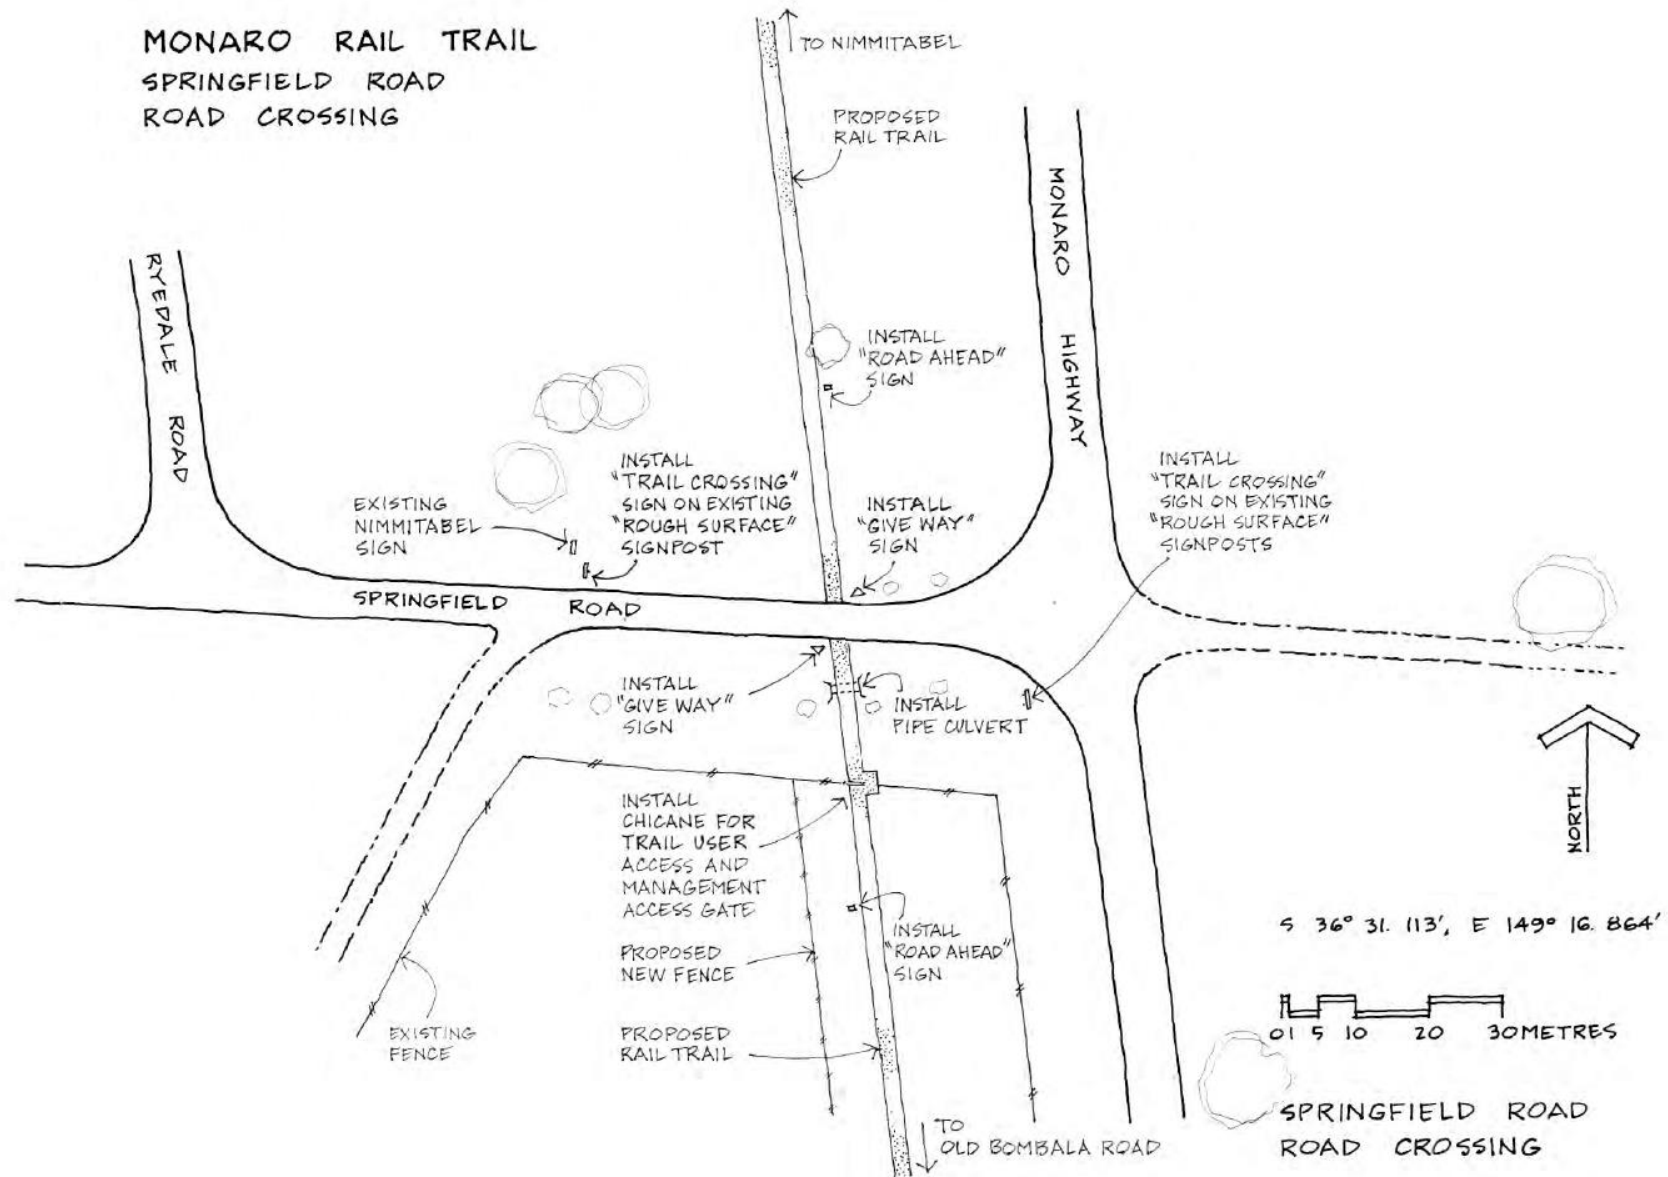 MONARO RAIL TRAIL
SPRINGFIELD ROAD
ROAD CROSSING
TO NIMMITABEL
PROPOSED
RAIL TRAIL
MONARO HIGHWAY
RYEDALE ROAD
INSTALL
"ROAD AHEAD"
SIGN
INSTALL
"TRAIL CROSSING"
SIGN ON EXISTING
"ROUGH SURFACE"
SIGNPOST
EXISTING
NIMMITABEL
SIGN
INSTALL
"GIVE WAY"
SIGN
INSTALL
"TRAIL CROSSING"
SIGN ON EXISTING
"ROUGH SURFACE"
SIGNPOSTS
SPRINGFIELD ROAD
INSTALL
"GIVE WAY"
SIGN
INSTALL
PIPE CULVERT
INSTALL
CHICANE FOR
TRAIL USER
ACCESS AND
MANAGEMENT
ACCESS GATE
NORTH
INSTALL
"ROAD AHEAD"
SIGN
PROPOSED
NEW FENCE
S 36° 31. 113', E 149° 16. 864'
EXISTING
FENCE
PROPOSED
RAIL TRAIL
0 1 5 10 20 30 METRES
TO
OLD BOMBALA ROAD
SPRINGFIELD ROAD
ROAD CROSSING